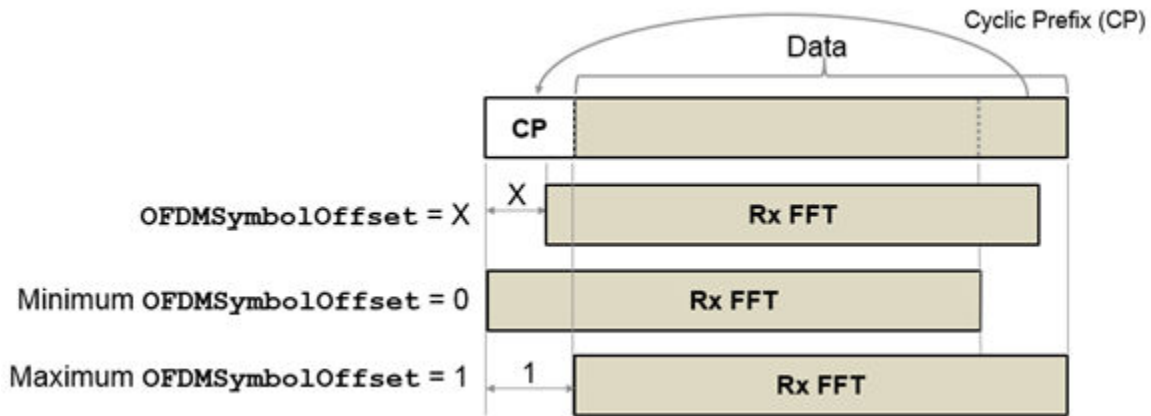 Cyclic Prefix (CP)
Data
CP
X
OFDMSymbolOffset = X
Rx FFT
Minimum OFDMSymbolOffset = 0
Rx FFT
Maximum OFDMSymbolOffset = 1
1
Rx FFT